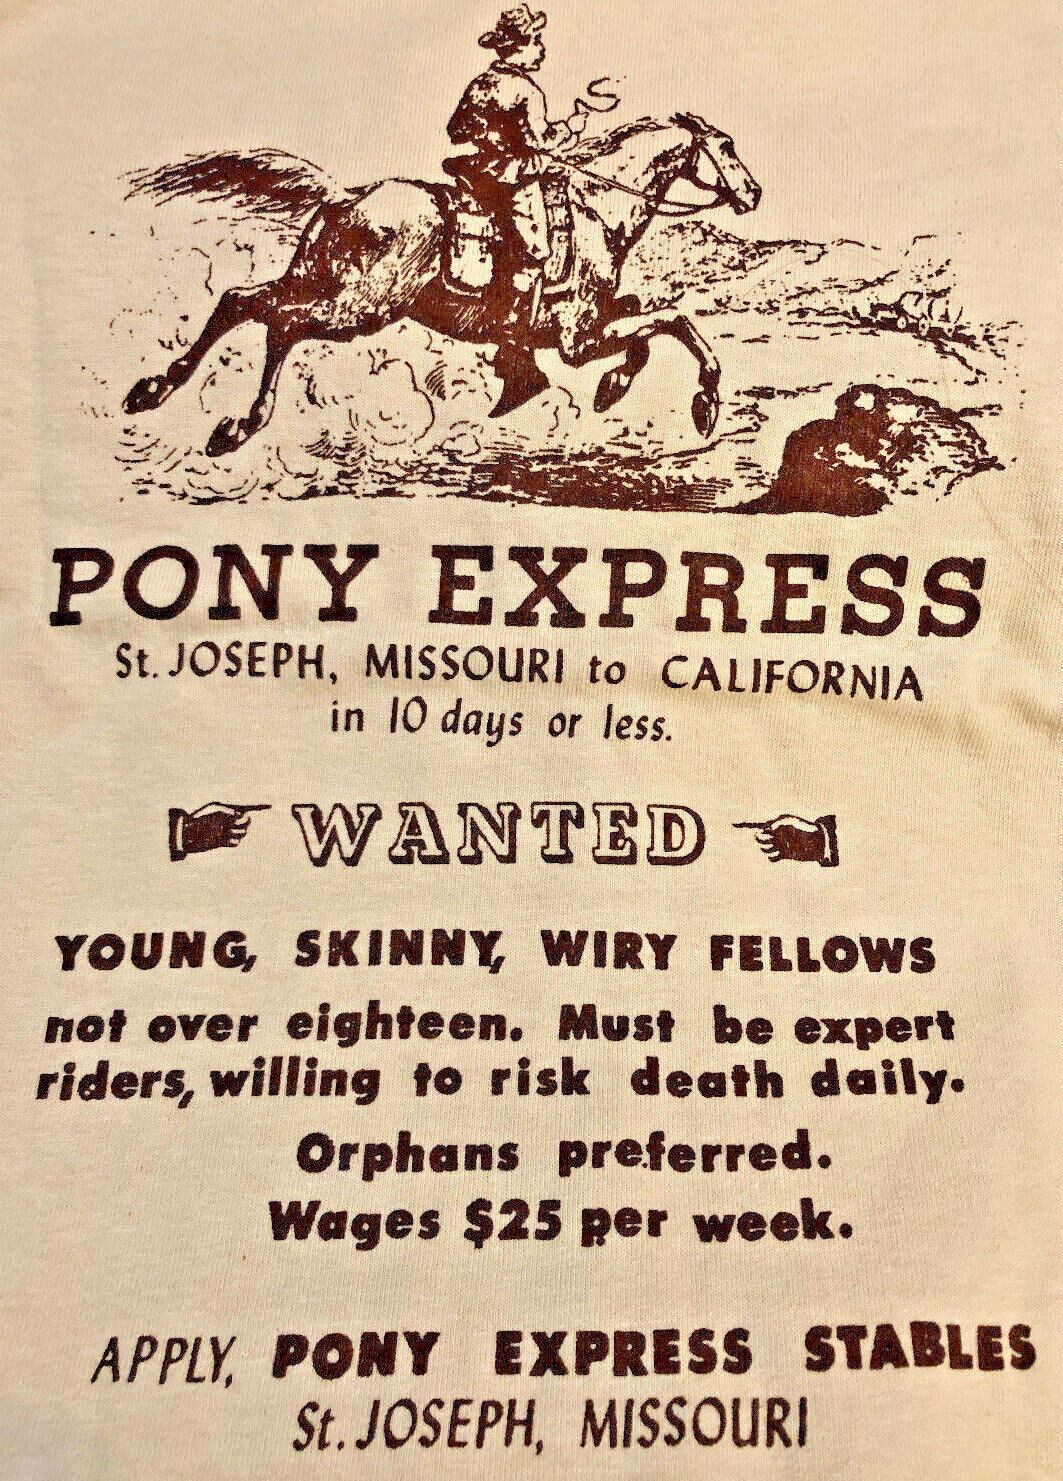 PONY EXPRESS
St. JOSEPH, MISSOURI to CALIFORNIA
in 10 days or less.
WANTED
YOUNG, SKINNY, WIRY FELLOWS
not over eighteen. Must be expert
riders, willing to risk death daily.
Orphans preferred.
Wages $25 per week.
APPLY, PONY EXPRESS STABLES
St. JOSEPH, MISSOURI